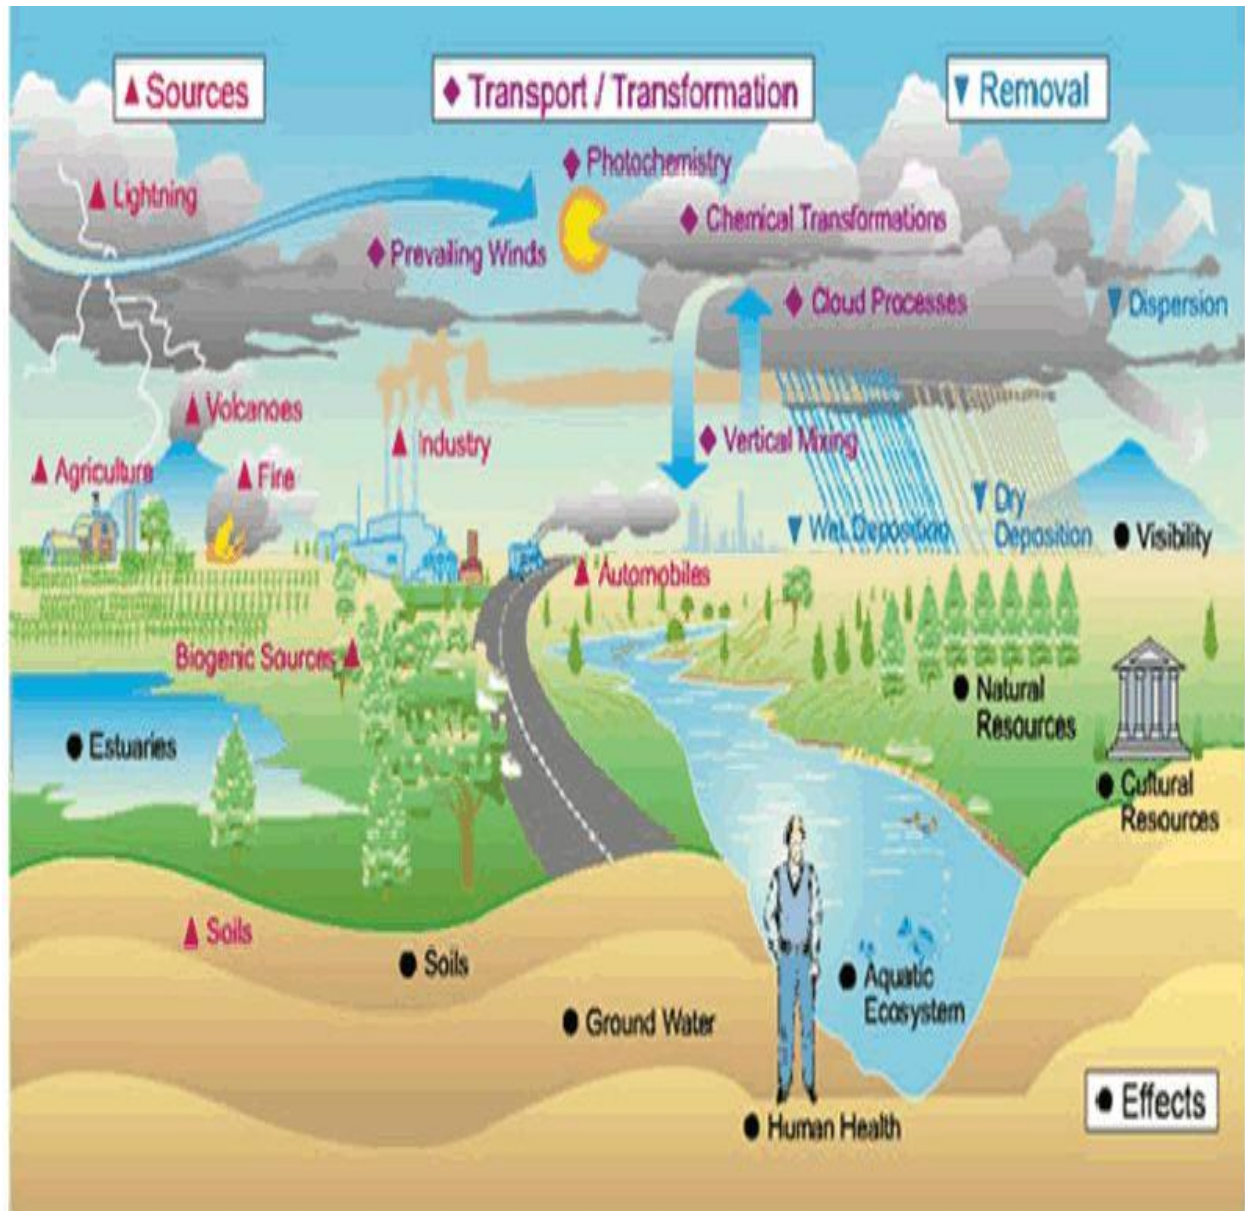 Sources
Transport / Transformation
Removal
Photochemistry
Lightning
Chemical Transformations
Prevailing Winds
Cloud Processes
Dispersion
Volcanoes
Industry
Vertical Mixing
Agriculture
Fire
Dry
Deposition
Wet Deposition
Visibility
Automobiles
Biogenic Sources
Natural
Resources
Estuaries
Cultural
Resources
Soils
Soils
Aquatic
Ecosystem
Ground Water
Effects
Human Health